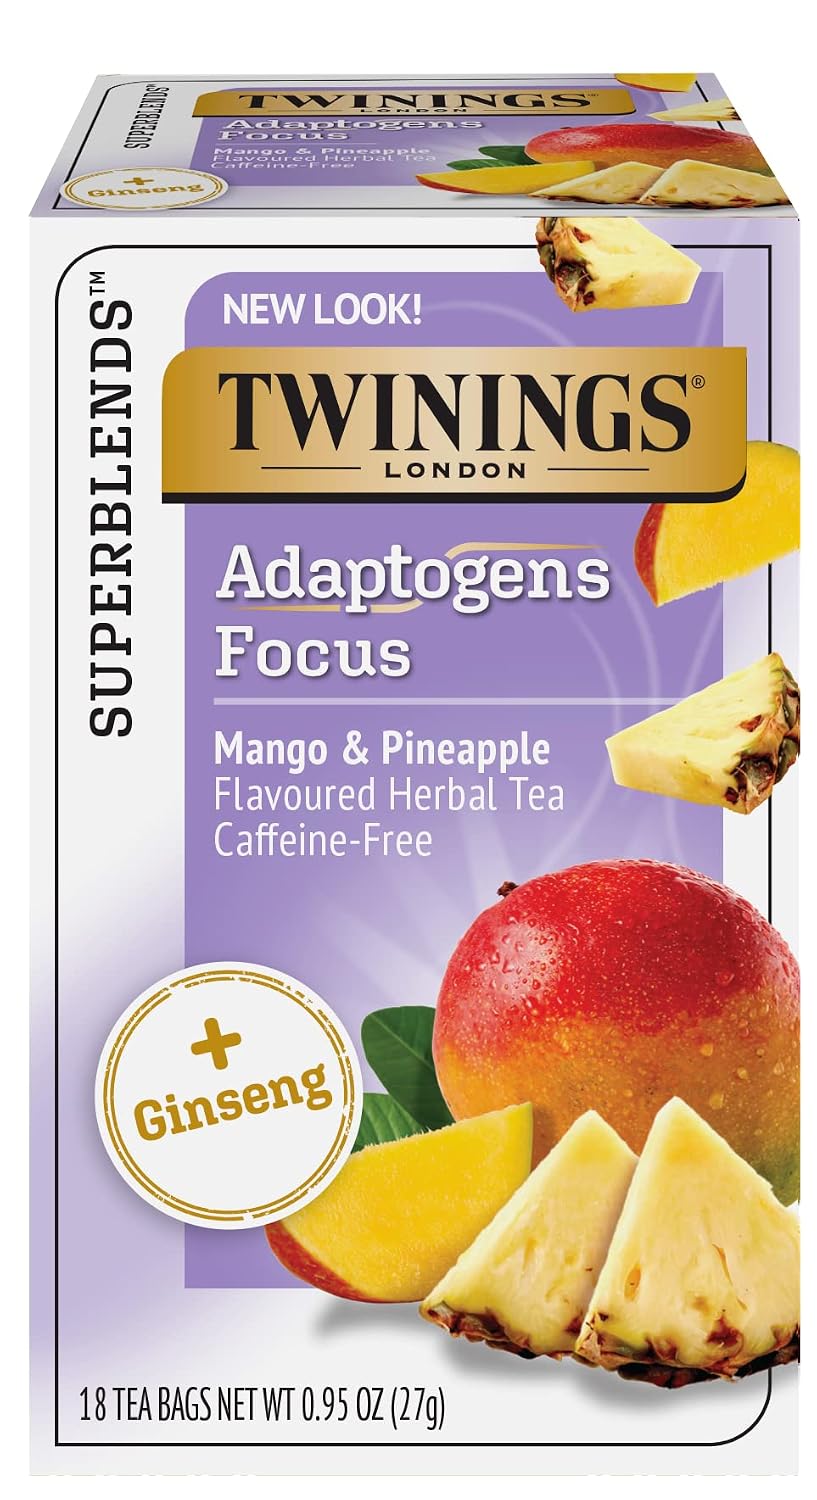 SUPERBLENDS®
TWININGS®
LONDON
Adaptogens
Focus
Mango & Pineapple
Flavoured Herbal Tea
Caffeine-Free
+
Ginseng
SUPERBLENDS™
NEW LOOK!
TWININGS®
LONDON
Adaptogens
Focus
Mango & Pineapple
Flavoured Herbal Tea
Caffeine-Free
+
Ginseng
18 TEA BAGS NET WT 0.95 OZ (27g)